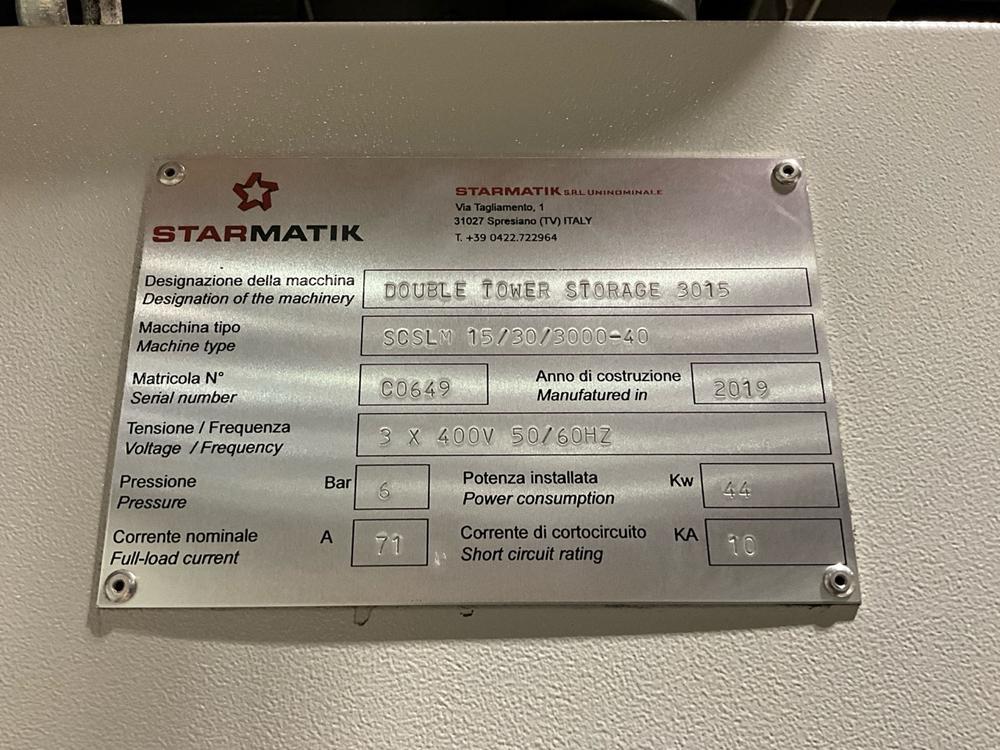 STARMATIK
STARMATIK S.R.L. UNINOMINALE
Via Tagliamento, 1
31027 Spresiano (TV) ITALY
T. +39 0422.722964
Designazione della macchina
Designation of the machinery
DOUBLE TOWER STORAGE 3015
Macchina tipo
Machine type
SCSLM 15/30/3000-40
Matricola N°
Serial number
C0649
Anno di costruzione
Manufatured in
2019
Tensione / Frequenza
Voltage / Frequency
3 X 400V 50/60HZ
Pressione
Pressure
Bar
6
Potenza installata
Power consumption
Kw
44
Corrente nominale
Full-load current
A
71
Corrente di cortocircuito
Short circuit rating
KA
10